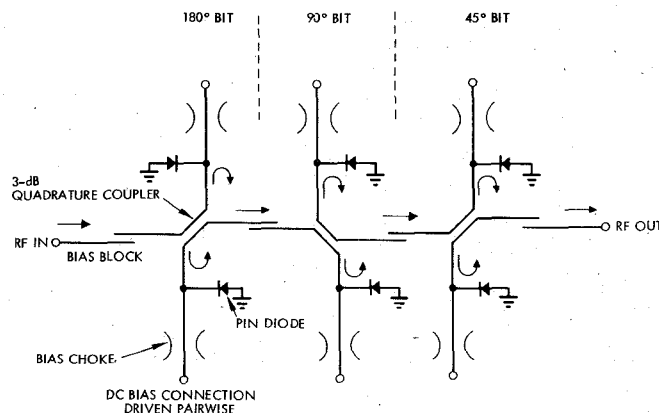 180° BIT
90° BIT
45° BIT
3-dB
QUADRATURE COUPLER
RF IN
BIAS BLOCK
RF OUT
PIN DIODE
BIAS CHOKE
DC BIAS CONNECTION
DRIVEN PAIRWISE